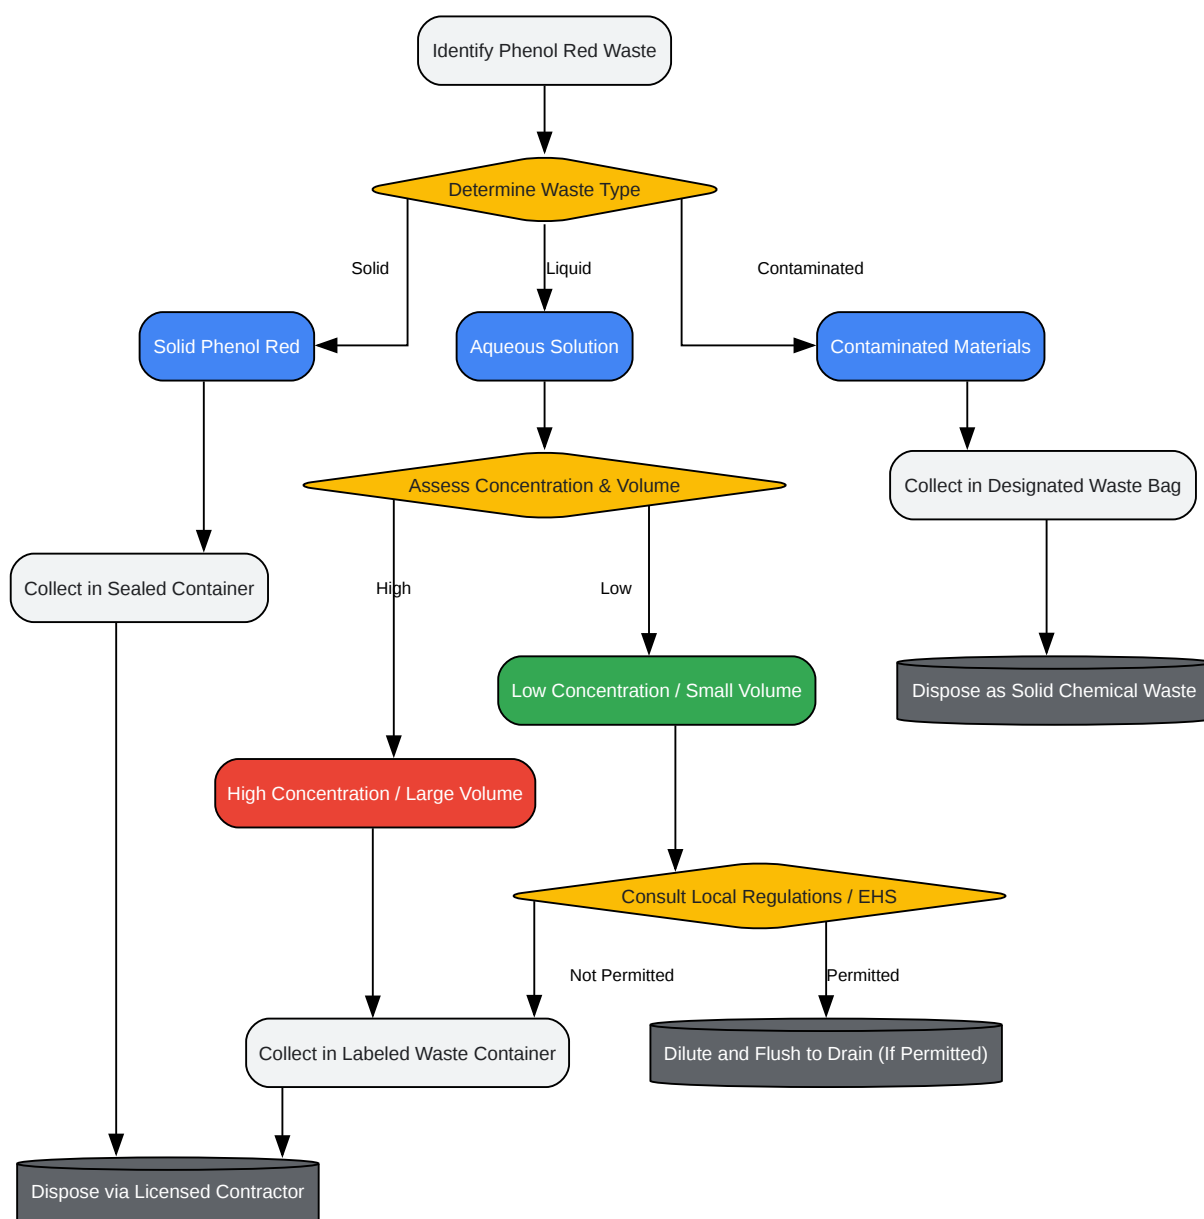 Identify Phenol Red Waste
Determine Waste Type
Solid
Liquid
Contaminated
Solid Phenol Red
Aqueous Solution
Contaminated Materials
Assess Concentration & Volume
Collect in Designated Waste Bag
Collect in Sealed Container
High
Low
Low Concentration / Small Volume
Dispose as Solid Chemical Waste
High Concentration / Large Volume
Consult Local Regulations / EHS
Not Permitted
Permitted
Collect in Labeled Waste Container
Dilute and Flush to Drain (If Permitted)
Dispose via Licensed Contractor